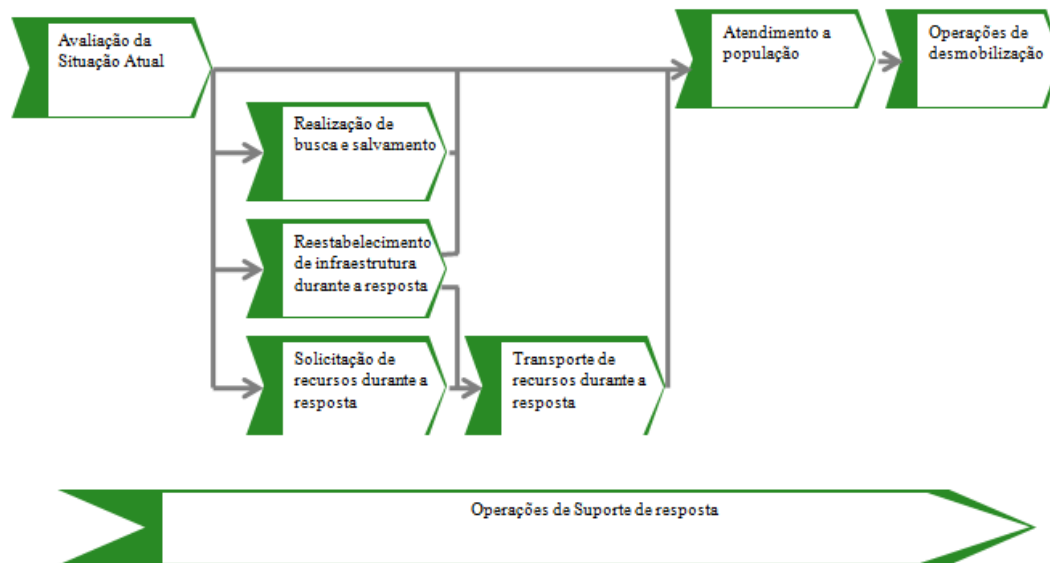 Avaliação da
Situação Atual
Atendimento a
população
Operações de
desmobilização
Realização de
busca e salvamento
Reestabelecimento
de infraestrutura
durante a resposta
Solicitação de
recursos durante a
resposta
Transporte de
recursos durante a
resposta
Operações de Suporte de resposta